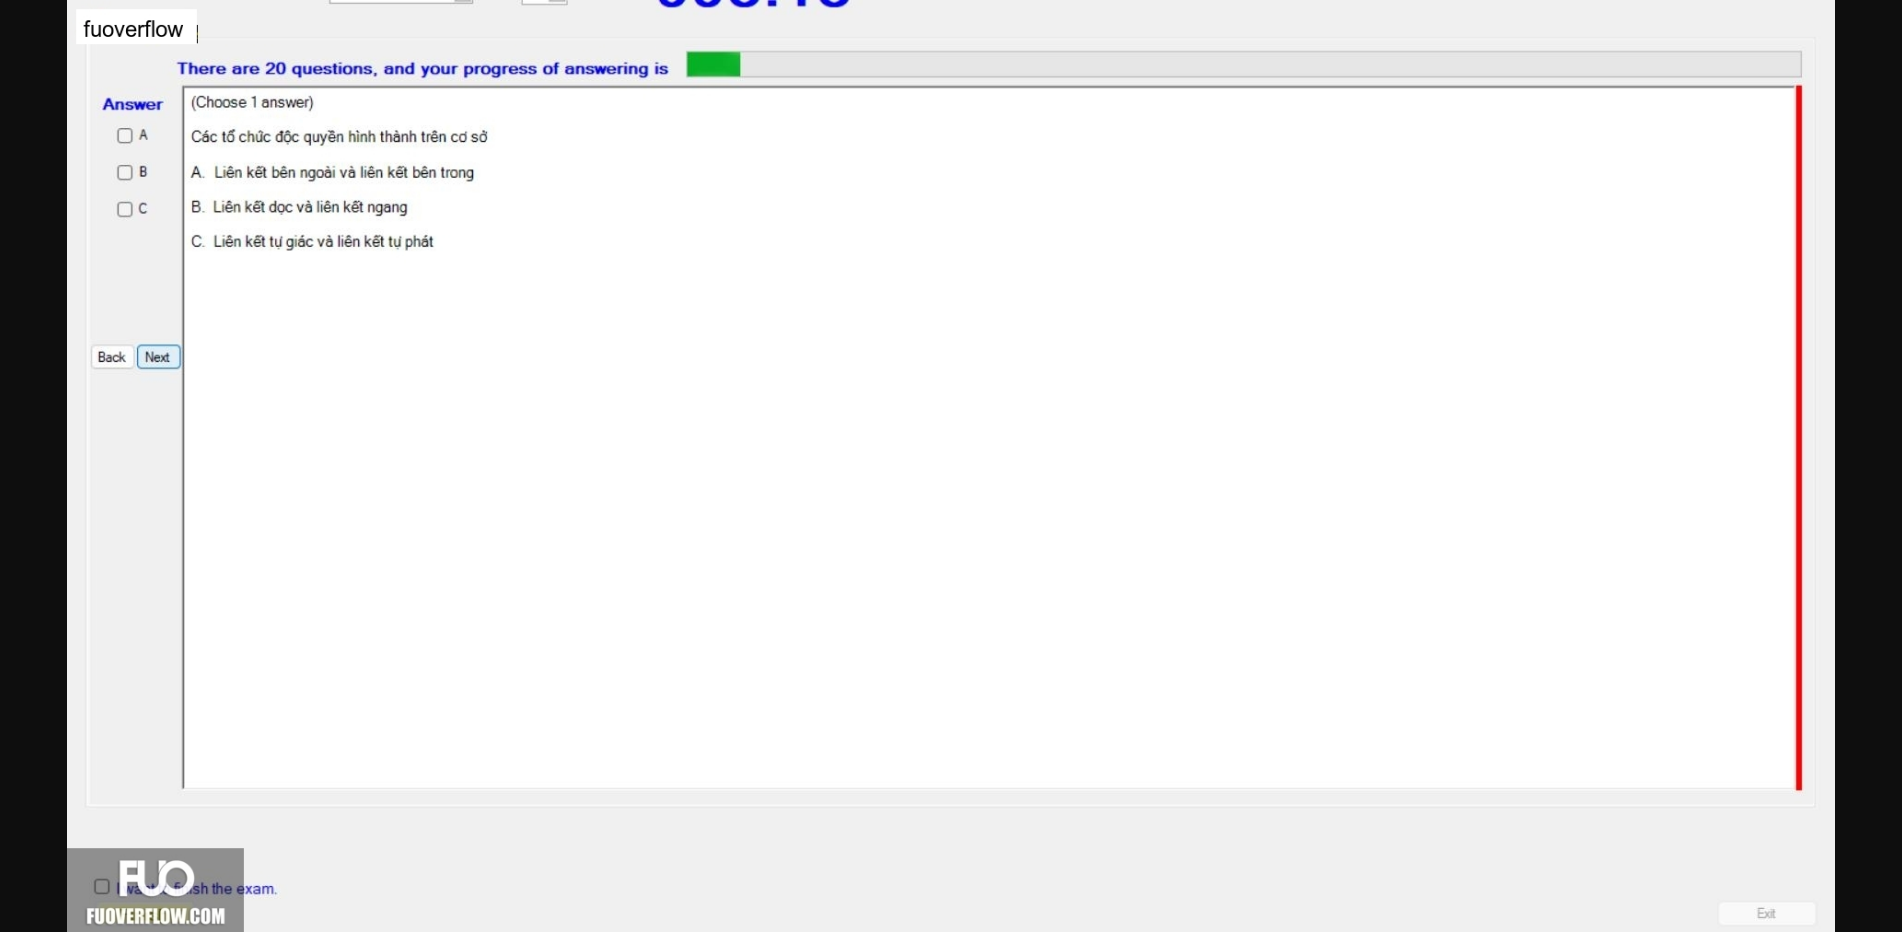 fuoverflow
There are 20 questions, and your progress of answering is
Answer
(Choose 1 answer)
A
Các tổ chức độc quyền hình thành trên cơ sở
B
A. Liên kết bên ngoài và liên kết bên trong
C
B. Liên kết dọc và liên kết ngang
C. Liên kết tự giác và liên kết tự phát
Back Next
FUO
I want finish the exam.
FUOVERFLOW.COM
Exit